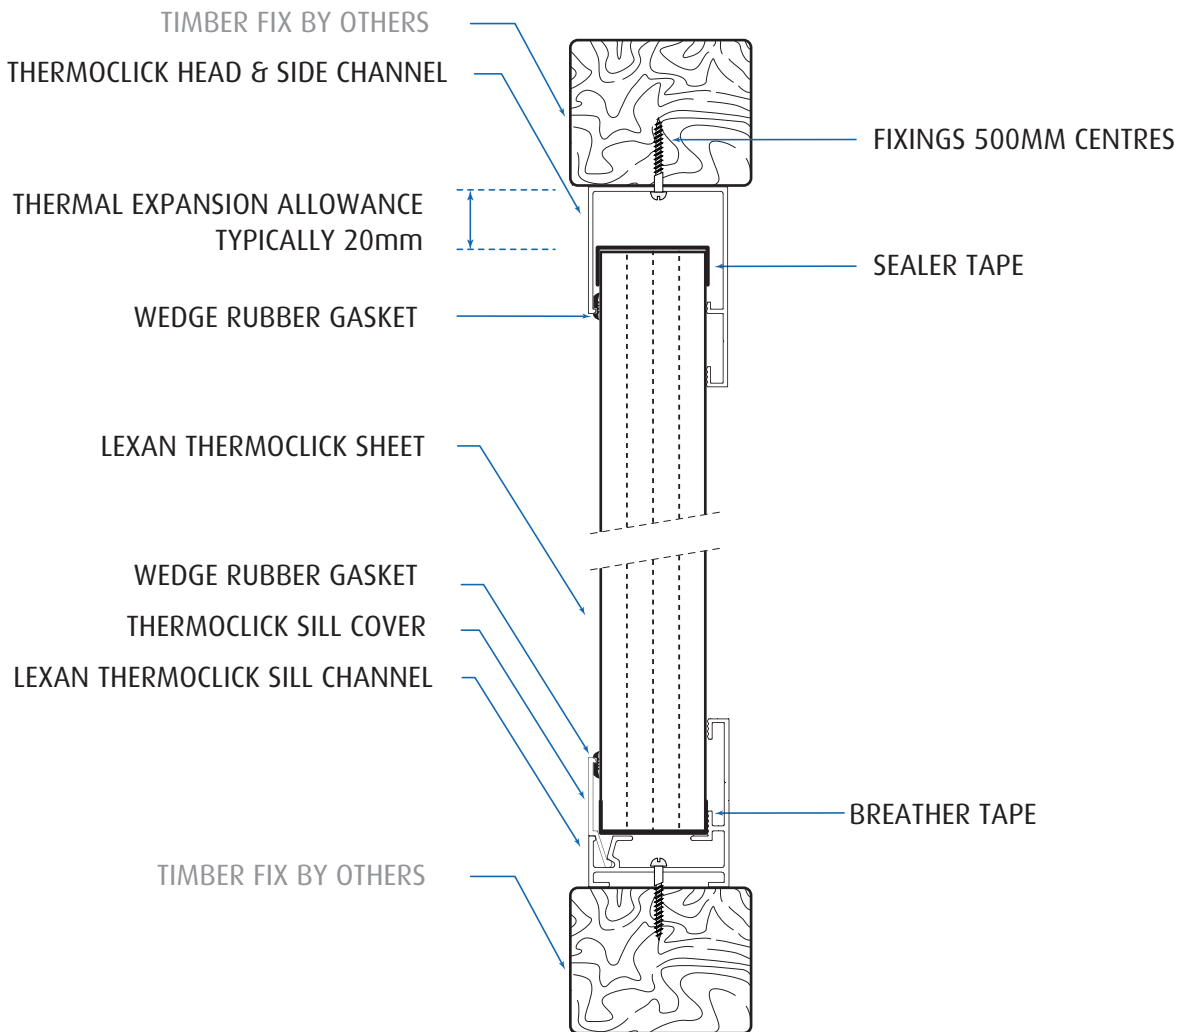 TIMBER FIX BY OTHERS
THERMOCLICK HEAD & SIDE CHANNEL
FIXINGS 500MM CENTRES
THERMAL EXPANSION ALLOWANCE
TYPICALLY 20mm
SEALER TAPE
WEDGE RUBBER GASKET
LEXAN THERMOCLICK SHEET
WEDGE RUBBER GASKET
THERMOCLICK SILL COVER
LEXAN THERMOCLICK SILL CHANNEL
BREATHER TAPE
TIMBER FIX BY OTHERS